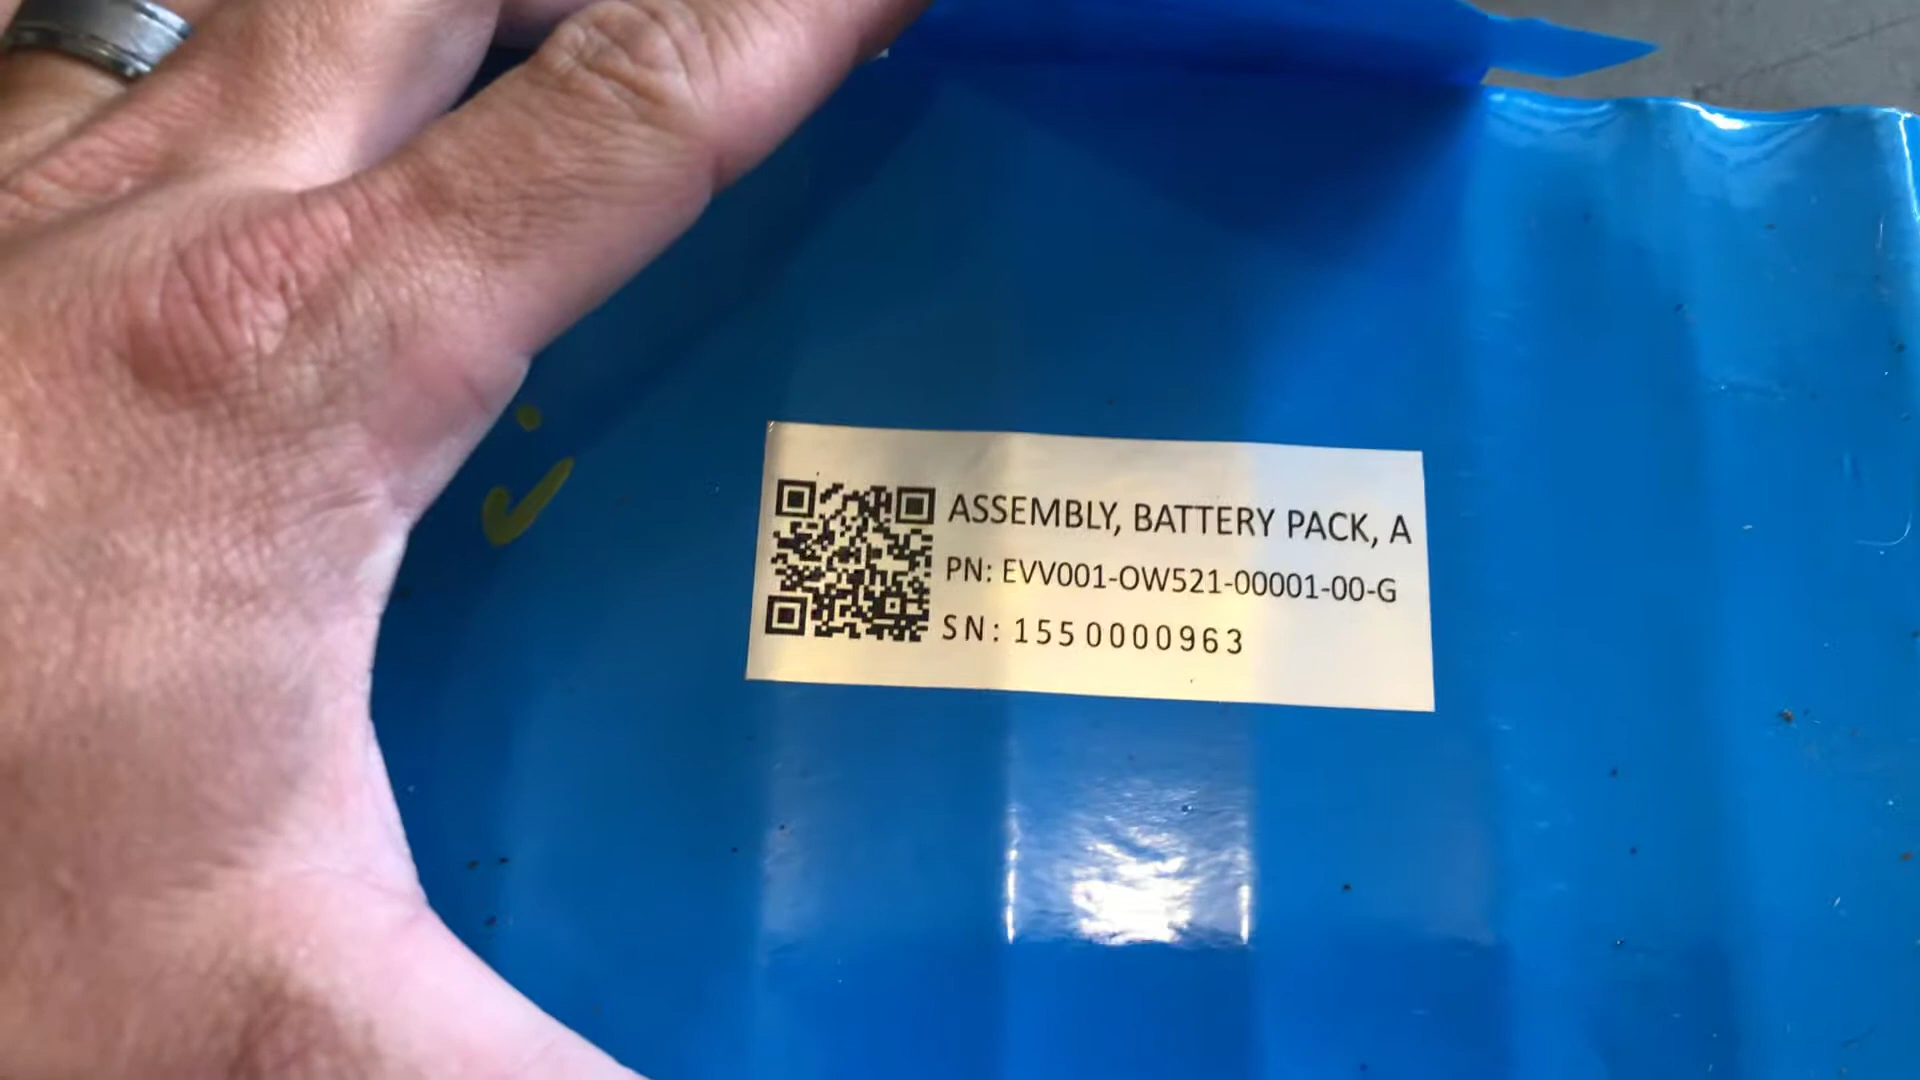 ASSEMBLY, BATTERY PACK, A
PN: EVV001-OW521-00001-00-G
SN: 1550000963